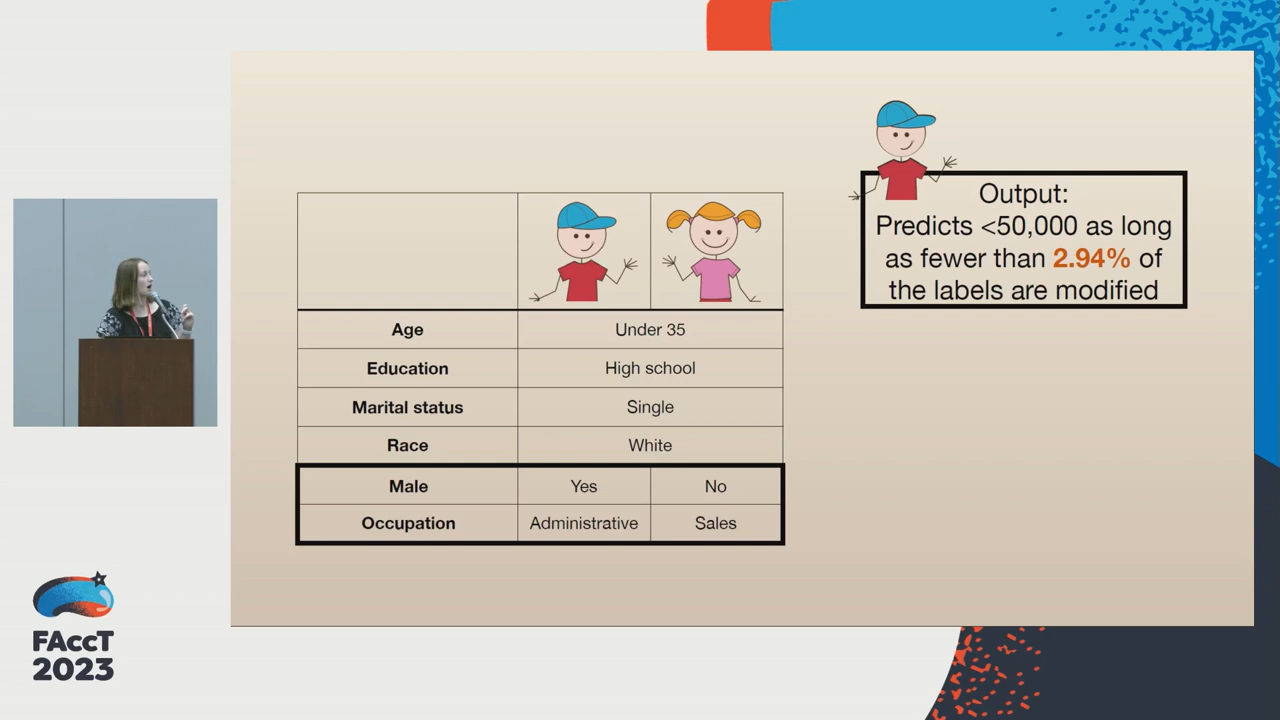 Output:
Predicts <50,000 as long
as fewer than 2.94% of
the labels are modified
Age Under 35
Education High school
Marital status Single
Race White
Male Yes No
Occupation Administrative Sales
FAccT
2023